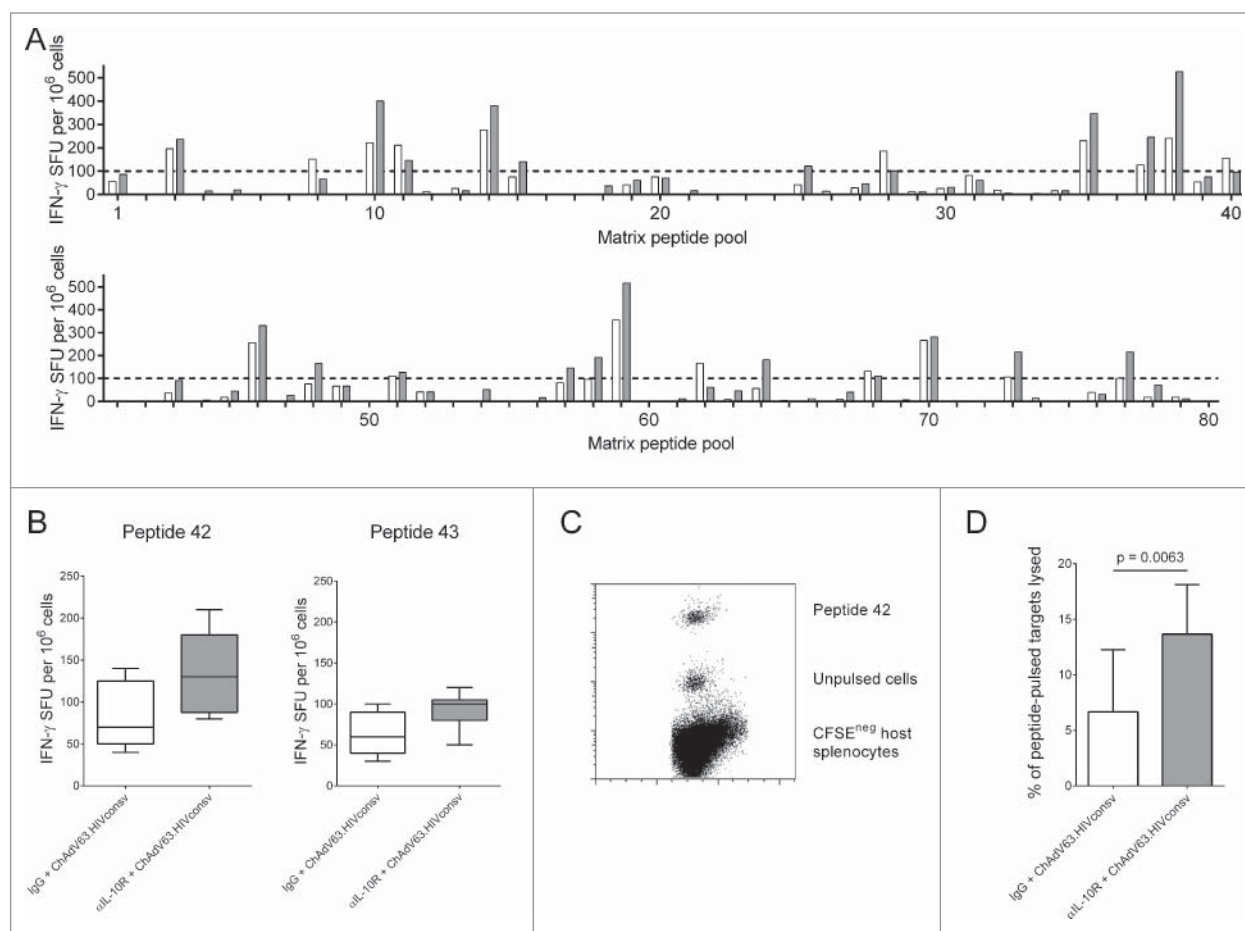 A
IFN-γ SFU per 10⁶ cells
500
400
300
200
100
0
1
10
20
30
40
Matrix peptide pool
IFN-γ SFU per 10⁶ cells
500
400
300
200
100
0
50
60
70
80
Matrix peptide pool
B
Peptide 42
IFN-γ SFU per 10⁶ cells
250
200
150
100
50
0
IgG + ChAdV63.HIVconsv
αIL-10R + ChAdV63.HIVconsv
Peptide 43
IFN-γ SFU per 10⁶ cells
250
200
150
100
50
0
IgG + ChAdV63.HIVconsv
αIL-10R + ChAdV63.HIVconsv
C
Peptide 42
Unpulsed cells
CFSEⁿᵉᵍ host
splenocytes
D
% of peptide-pulsed targets lysed
20
15
10
5
0
p = 0.0063
IgG + ChAdV63.HIVconsv
αIL-10R + ChAdV63.HIVconsv